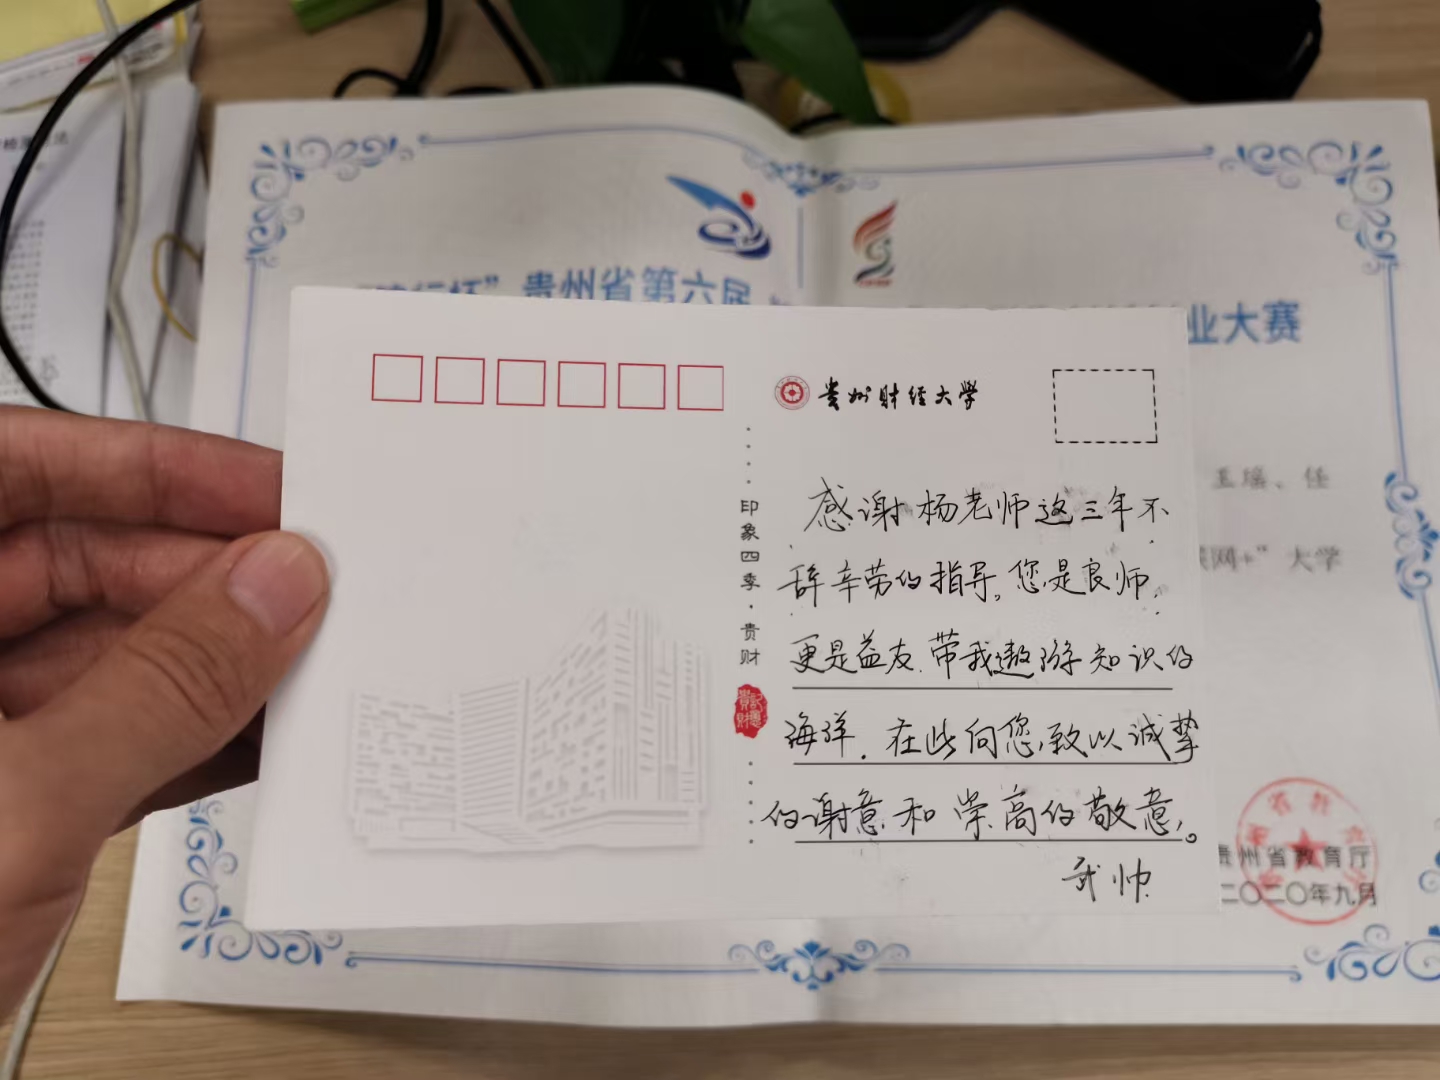 贵州省第六届
业大赛
贵州财经大学
印象四季·贵财
感谢杨老师这三年不
辞辛劳的指导。您是良师，
更是益友，带我遨游知识的
海洋．在此向您，致以诚挚
的谢意和崇高的敬意。
武帅
联网+”大学
贵州省教育厅
二〇二〇年九月